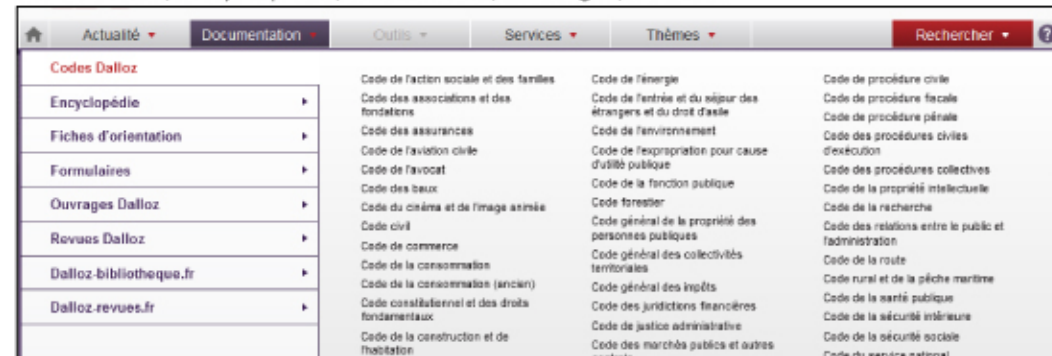 Actualité
Documentation
Outils
Services
Thèmes
Rechercher
?
Codes Dalloz
Encyclopédie
Fiches d'orientation
Formulaires
Ouvrages Dalloz
Revues Dalloz
Dalloz-bibliotheque.fr
Dalloz-revues.fr
Code de l'action sociale et des familles
Code des associations et des
fondations
Code des assurances
Code de l'aviation civile
Code de l'avocat
Code des baux
Code du cinéma et de l'image animée
Code civil
Code de commerce
Code de la consommation
Code de la consommation (ancien)
Code constitutionnel et des droits
fondamentaux
Code de la construction et de
l'habitation
Code de l'énergie
Code de l'entrée et du séjour des
étrangers et du droit d'asile
Code de l'environnement
Code de l'expropriation pour cause
d'utilité publique
Code de la fonction publique
Code forestier
Code général de la propriété des
personnes publiques
Code général des collectivités
territoriales
Code général des impôts
Code des juridictions financières
Code de justice administrative
Code des marchés publics et autres
Code de procédure civile
Code de procédure fiscale
Code de procédure pénale
Code des procédures civiles
d'exécution
Code des procédures collectives
Code de la propriété intellectuelle
Code de la recherche
Code des relations entre le public et
l'administration
Code de la route
Code rural et de la pêche maritime
Code de la santé publique
Code de la sécurité intérieure
Code de la sécurité sociale
Code du service national